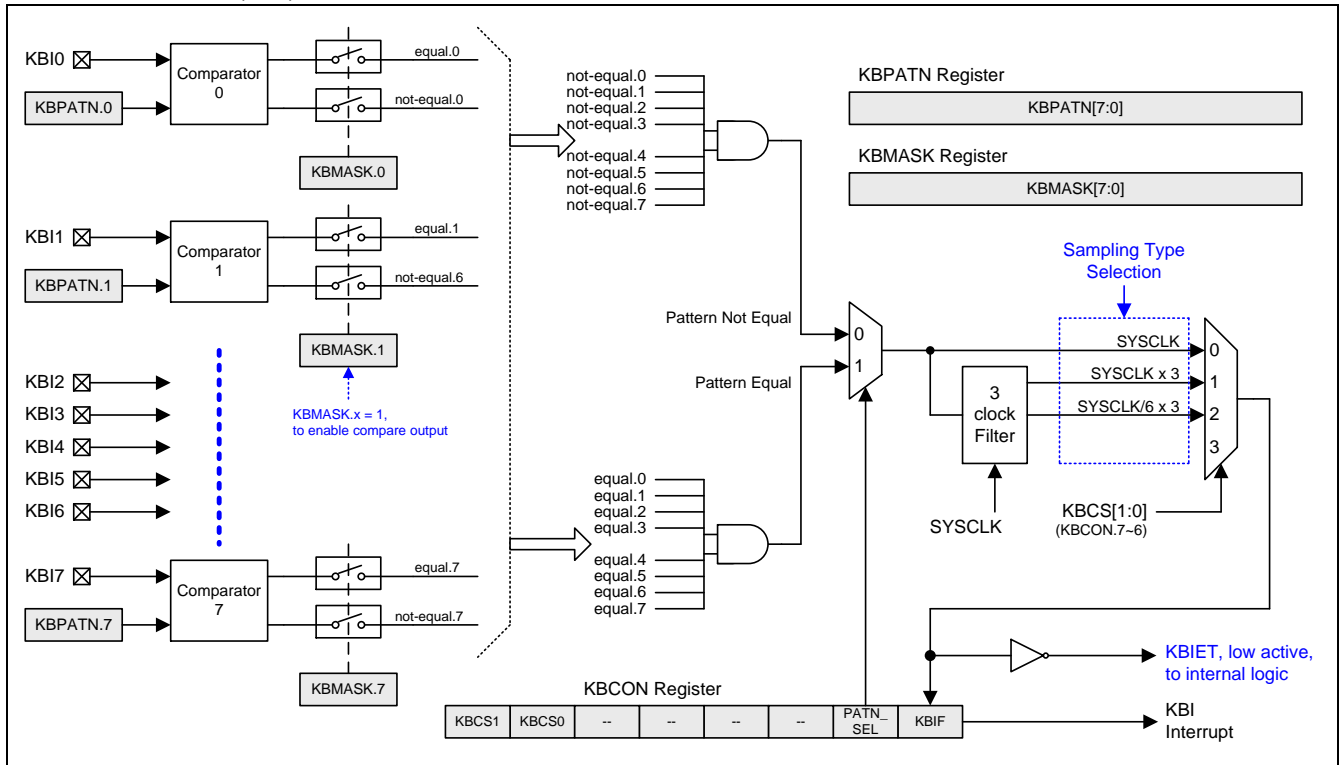 KBI0
KBPATN.0
Comparator
0
equal.0
not-equal.0
KBMASK.0
KBI1
KBPATN.1
Comparator
1
equal.1
not-equal.6
KBMASK.1
KBMASK.x = 1,
to enable compare output
KBI2
KBI3
KBI4
KBI5
KBI6
KBI7
KBPATN.7
Comparator
7
equal.7
not-equal.7
KBMASK.7
not-equal.0
not-equal.1
not-equal.2
not-equal.3
not-equal.4
not-equal.5
not-equal.6
not-equal.7
equal.0
equal.1
equal.2
equal.3
equal.4
equal.5
equal.6
equal.7
Pattern Not Equal
Pattern Equal
0
1
KBPATN Register
KBPATN[7:0]
KBMASK Register
KBMASK[7:0]
Sampling Type
Selection
SYSCLK
SYSCLK x 3
SYSCLK/6 x 3
3
clock
Filter
SYSCLK
0
1
2
3
KBCS[1:0]
(KBCON.7~6)
KBIET, low active,
to internal logic
KBI
Interrupt
KBCON Register
KBCS1
KBCS0
--
--
--
--
PATN_
SEL
KBIF